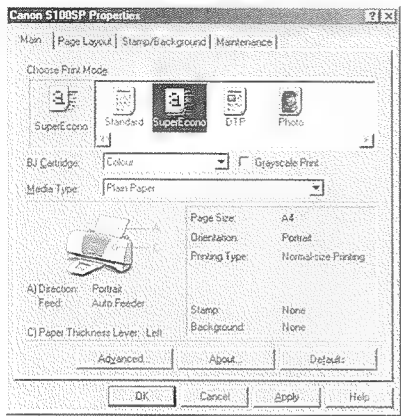 Canon S100SP Properties
Main Page Layout Stamp/Background Maintenance
Choose Print Mode
SuperEcono Standard SuperEcono DTP Photo
BJ Cartridge: Colour Grayscale Print
Media Type: Plain Paper
Page Size: A4
Orientation: Portrait
Printing Type: Normal-size Printing
A) Direction: Portrait
Feed: Auto Feeder
Stamp: None
Background: None
C) Paper Thickness Lever: Left
Advanced... About... Defaults
OK Cancel Apply Help